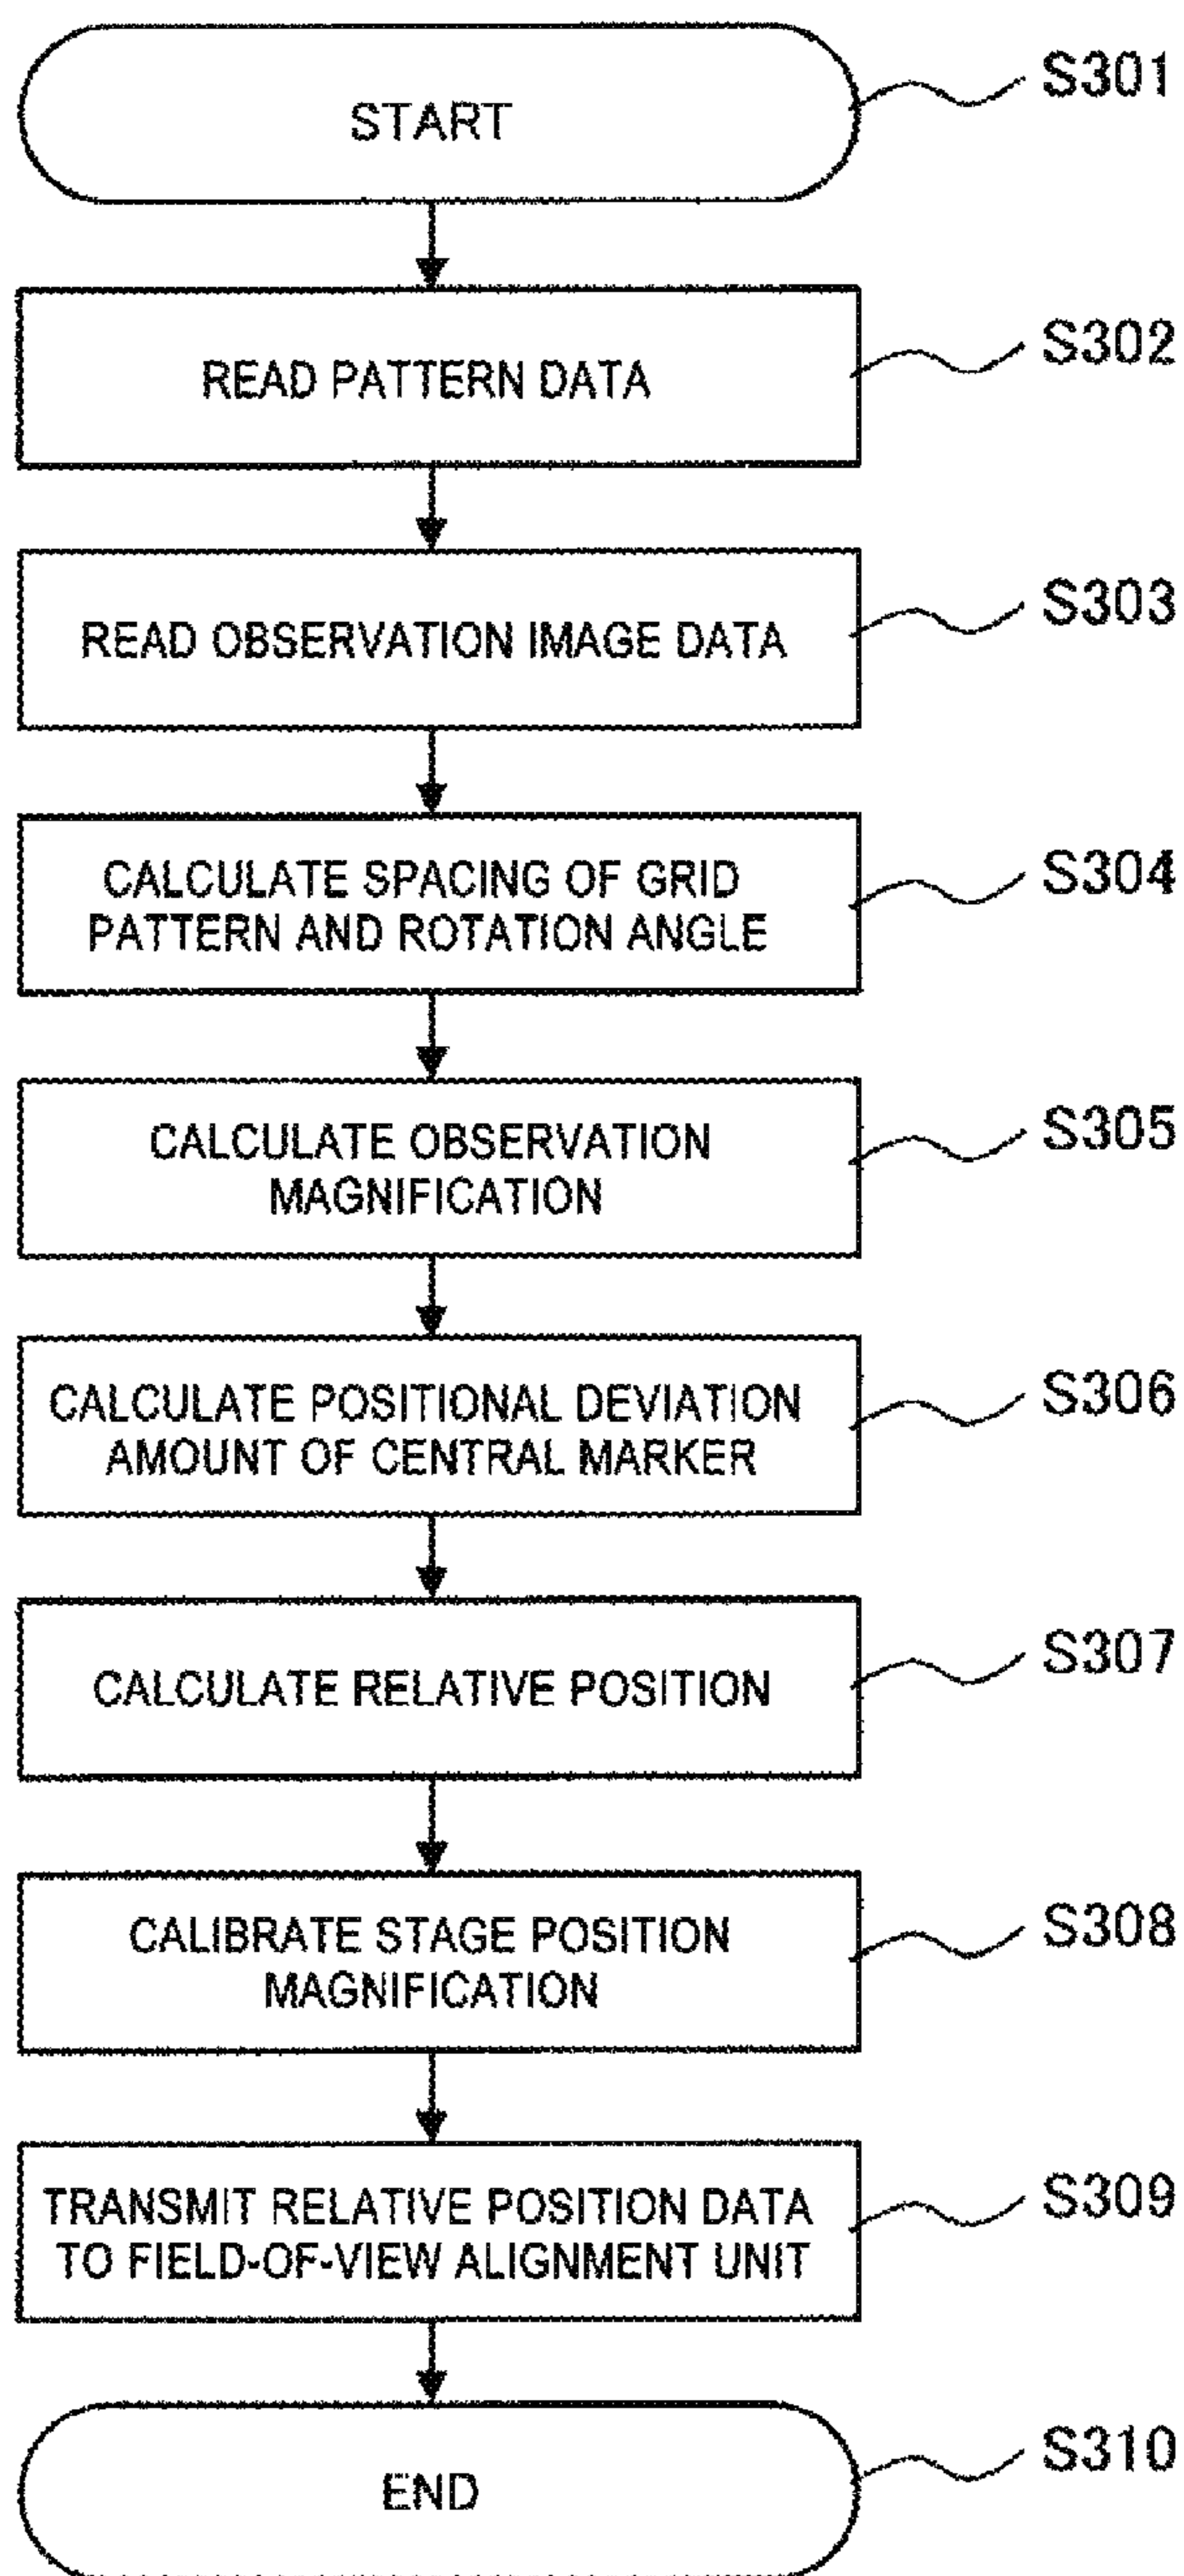 START
S301
READ PATTERN DATA
S302
READ OBSERVATION IMAGE DATA
S303
CALCULATE SPACING OF GRID
PATTERN AND ROTATION ANGLE
S304
CALCULATE OBSERVATION
MAGNIFICATION
S305
CALCULATE POSITIONAL DEVIATION
AMOUNT OF CENTRAL MARKER
S306
CALCULATE RELATIVE POSITION
S307
CALIBRATE STAGE POSITION
MAGNIFICATION
S308
TRANSMIT RELATIVE POSITION DATA
TO FIELD-OF-VIEW ALIGNMENT UNIT
S309
END
S310